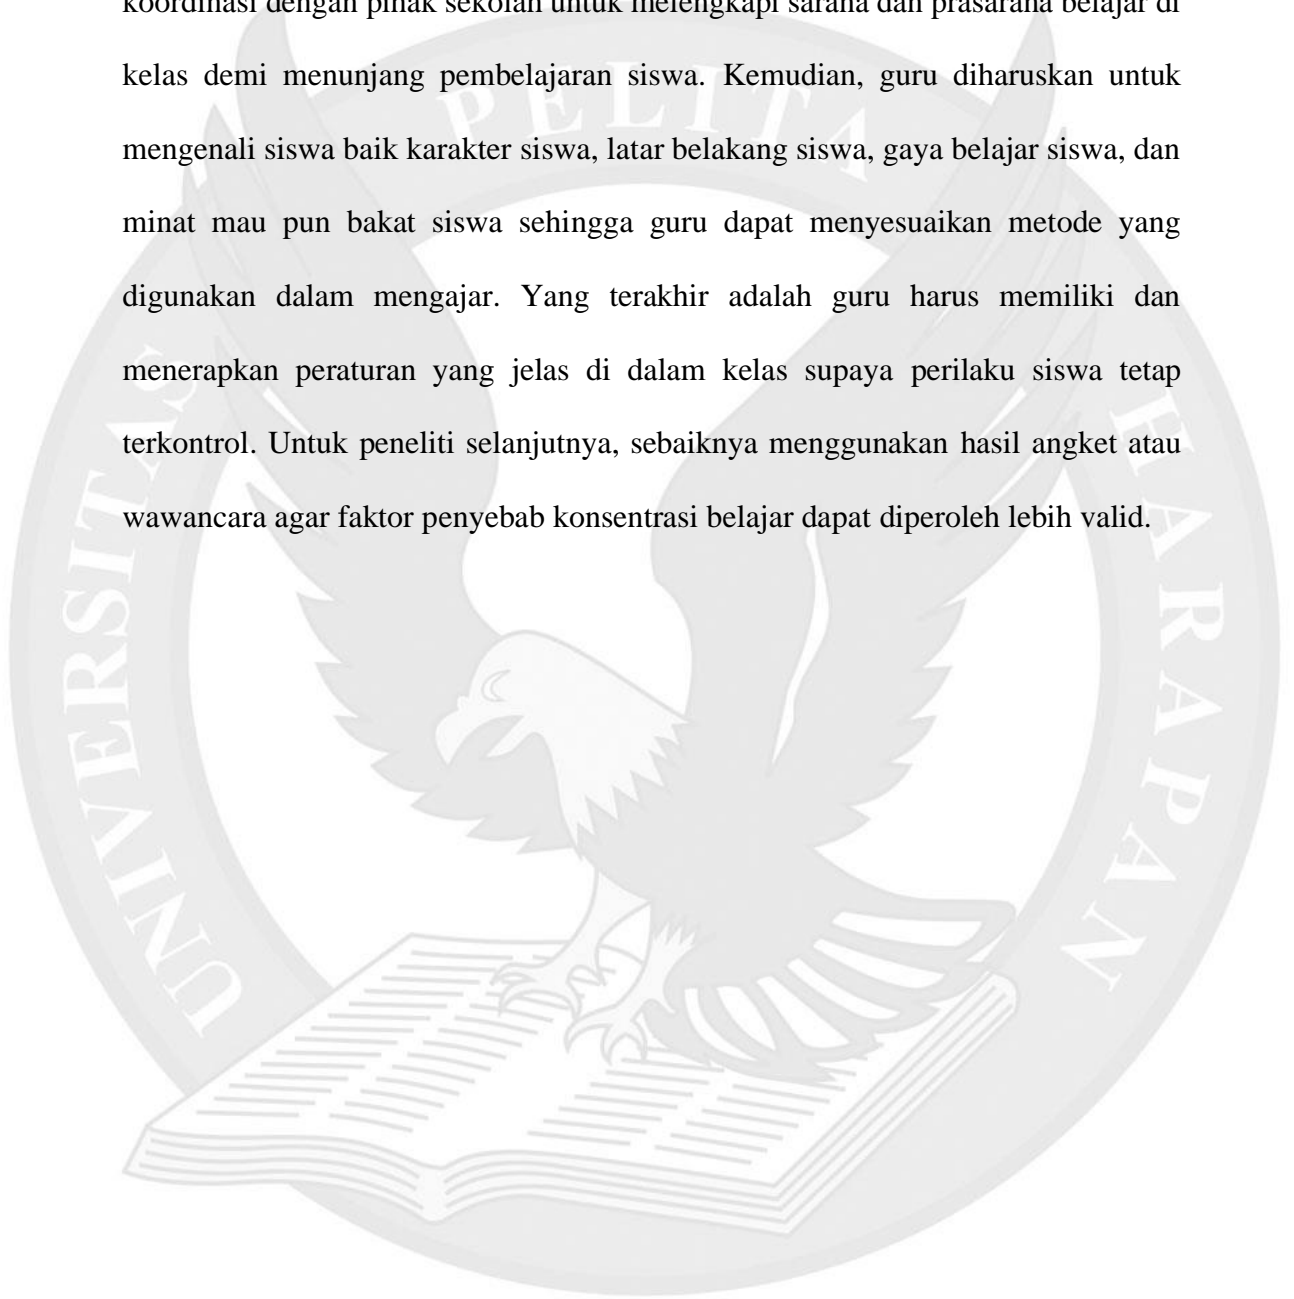 koordinasi dengan pihak sekolah untuk melengkapi sarana dan prasarana belajar di
kelas demi menunjang pembelajaran siswa. Kemudian, guru diharuskan untuk
mengenali siswa baik karakter siswa, latar belakang siswa, gaya belajar siswa, dan
minat mau pun bakat siswa sehingga guru dapat menyesuaikan metode yang
digunakan dalam mengajar. Yang terakhir adalah guru harus memiliki dan
menerapkan peraturan yang jelas di dalam kelas supaya perilaku siswa tetap
terkontrol. Untuk peneliti selanjutnya, sebaiknya menggunakan hasil angket atau
wawancara agar faktor penyebab konsentrasi belajar dapat diperoleh lebih valid.
UNIVERSITAS
PELITA
HARAPAN